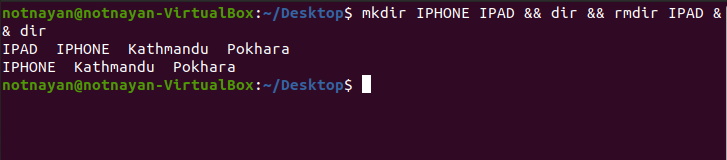 notnayan@notnayan-VirtualBox:~/Desktop$ mkdir IPHONE IPAD && dir && rmdir IPAD &
& dir
IPAD  IPHONE  Kathmandu  Pokhara
IPHONE  Kathmandu  Pokhara
notnayan@notnayan-VirtualBox:~/Desktop$